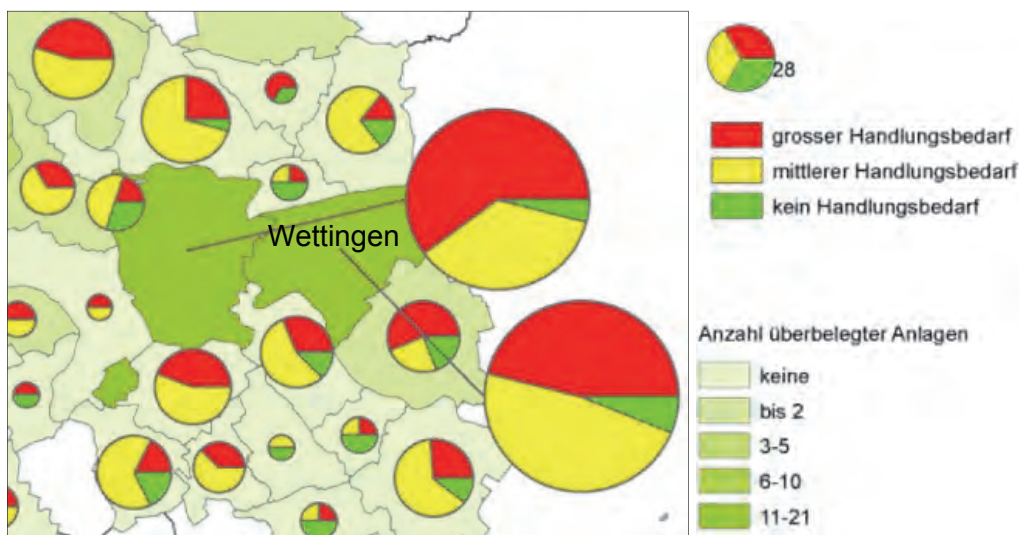 28
grosser Handlungsbedarf
mittlerer Handlungsbedarf
kein Handlungsbedarf
Wettingen
Anzahl überbelegter Anlagen
keine
bis 2
3-5
6-10
11-21